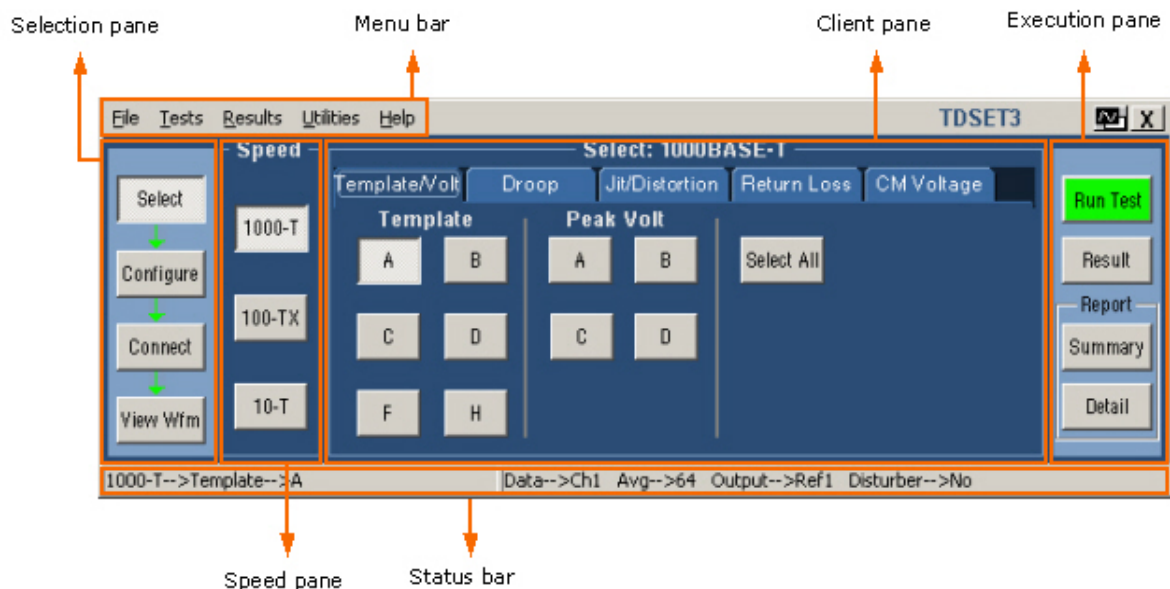 Selection pane
Menu bar
Client pane
Execution pane
File Tests Results Utilities Help
TDSET3
X
Select
Configure
Connect
View Wfm
Speed
1000-T
100-TX
10-T
Select: 1000BASE-T
Template/Volt Droop Jit/Distortion Return Loss CM Voltage
Template
A B
C D
F H
Peak Volt
A B
C D
Select All
Run Test
Result
Report
Summary
Detail
1000-T-->Template-->A
Data-->Ch1 Avg-->64 Output-->Ref1 Disturber-->No
Speed pane
Status bar